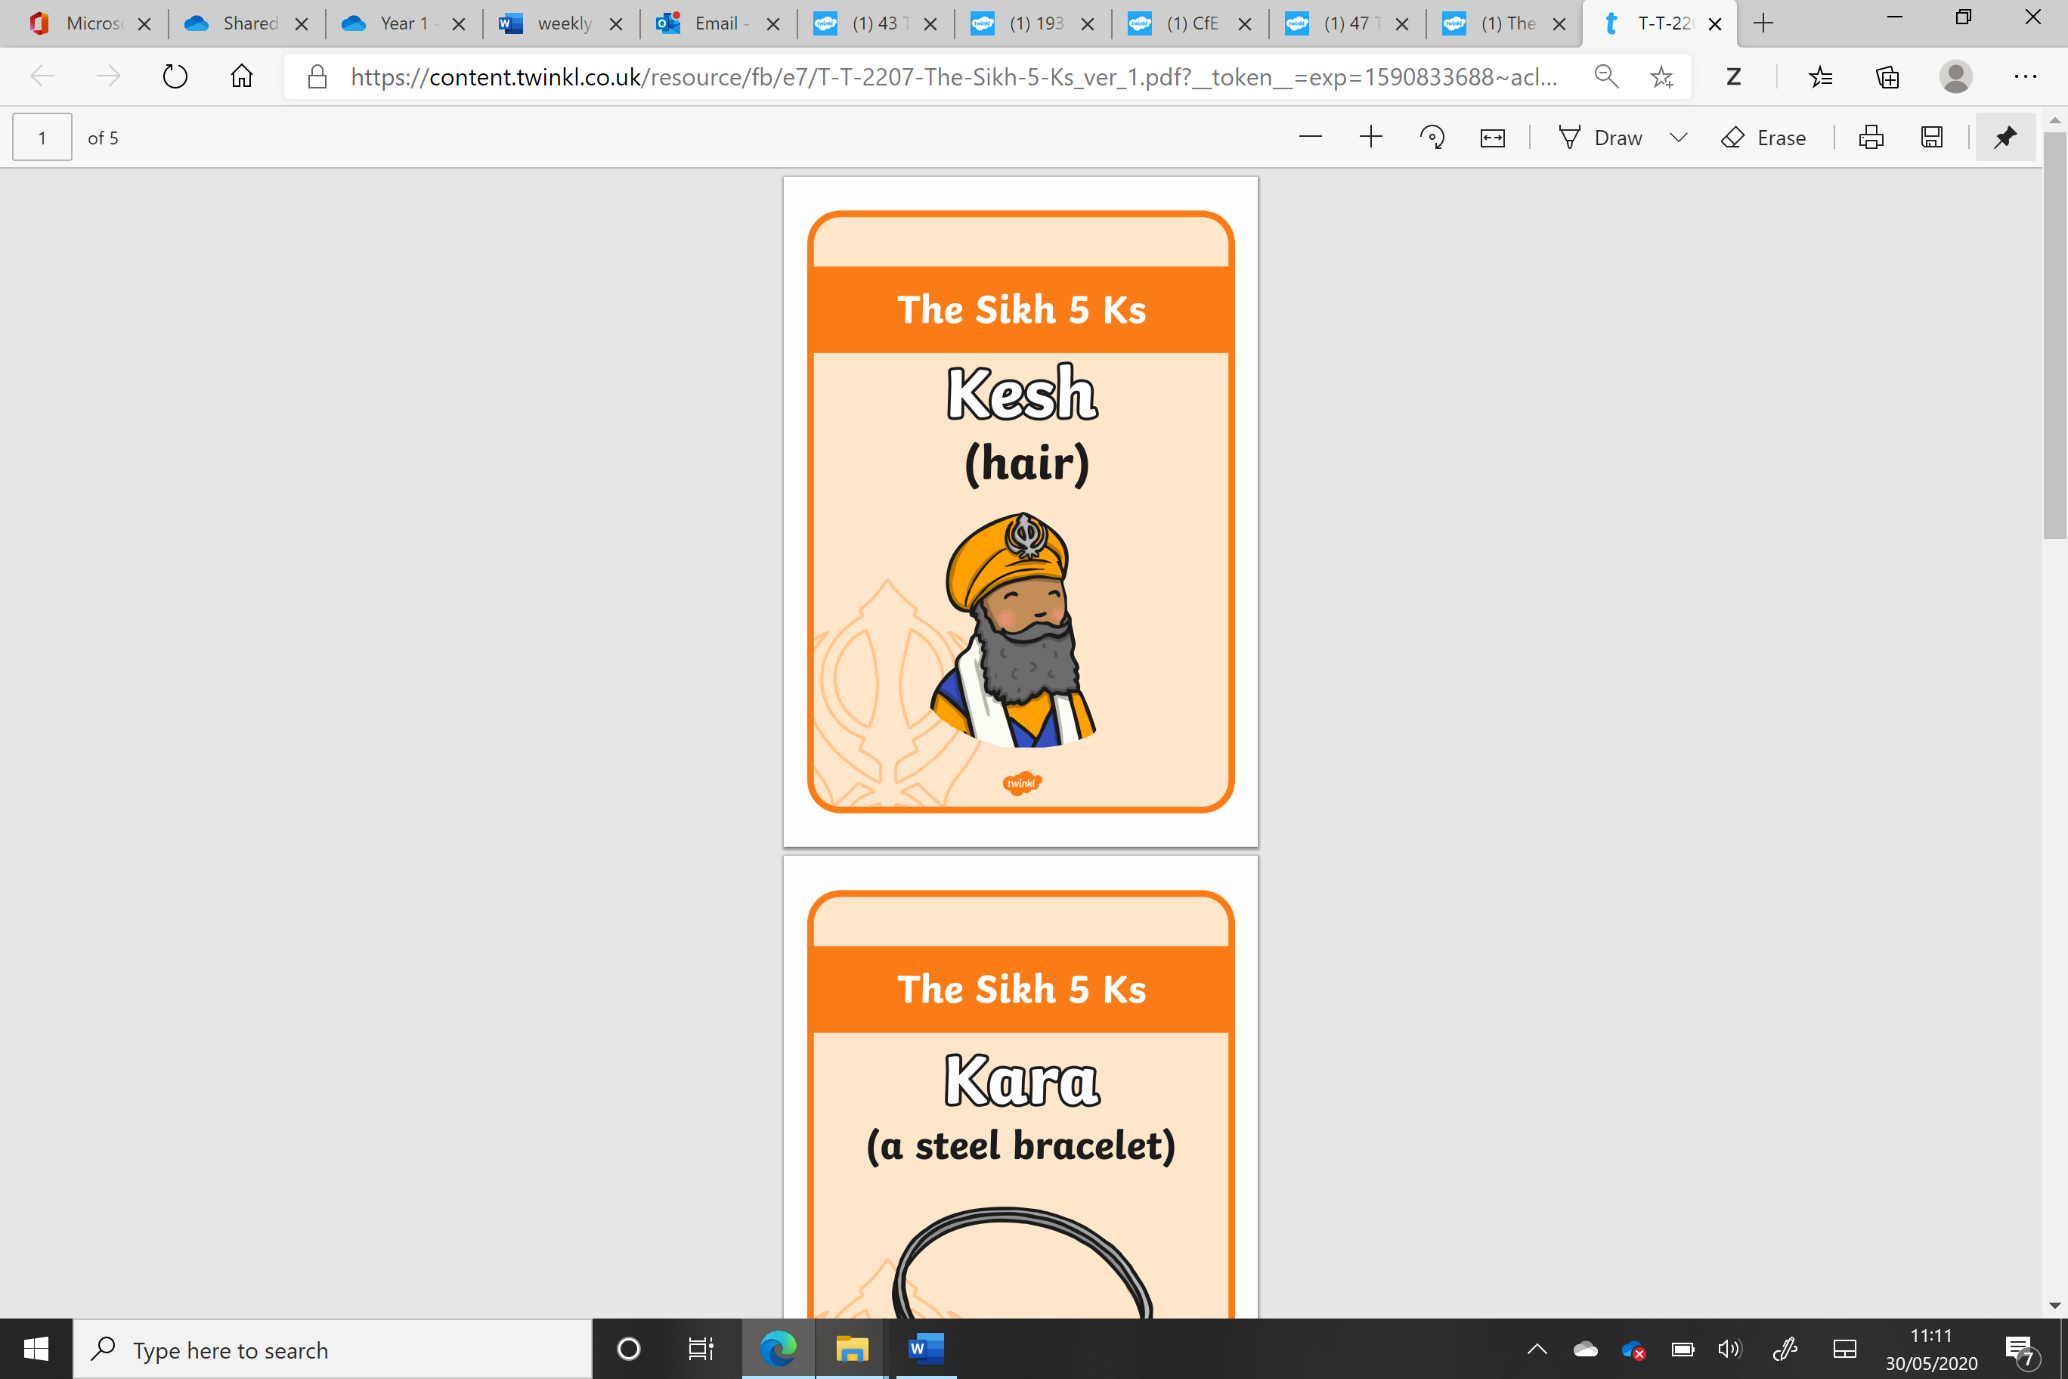 Micros
Shared
Year 1 -
weekly
Email -
(1) 43 T
(1) 193
(1) CfE
(1) 47 T
(1) The
T-T-220
https://content.twinkl.co.uk/resource/fb/e7/T-T-2207-The-Sikh-5-Ks_ver_1.pdf?__token__=exp=1590833688~acl...
Z
1 of 5
Draw
Erase
The Sikh 5 Ks
Kesh
(hair)
twinkl
The Sikh 5 Ks
Kara
(a steel bracelet)
Type here to search
11:11
30/05/2020
7